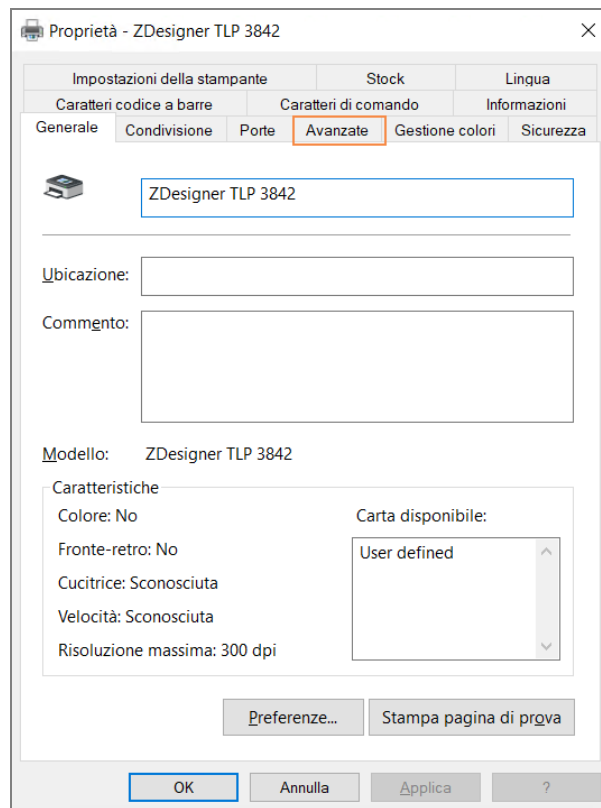 Proprietà - ZDesigner TLP 3842
Impostazioni della stampante Stock Lingua
Caratteri codice a barre Caratteri di comando Informazioni
Generale Condivisione Porte Avanzate Gestione colori Sicurezza
ZDesigner TLP 3842
Ubicazione:
Commento:
Modello: ZDesigner TLP 3842
Caratteristiche
Colore: No Carta disponibile:
Fronte-retro: No User defined
Cucitrice: Sconosciuta
Velocità: Sconosciuta
Risoluzione massima: 300 dpi
Preferenze... Stampa pagina di prova
OK Annulla Applica ?